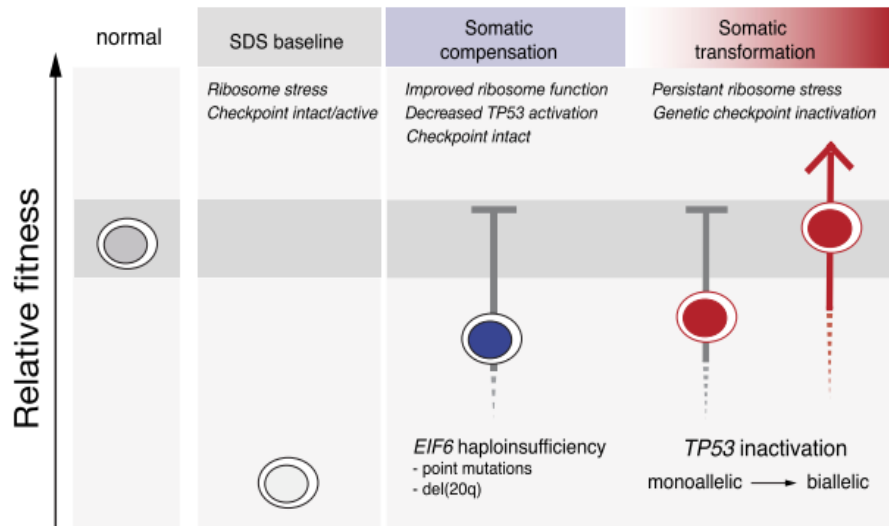 normal
SDS baseline
Somatic
compensation
Somatic
transformation
Ribosome stress
Checkpoint intact/active
Improved ribosome function
Decreased TP53 activation
Checkpoint intact
Persistant ribosome stress
Genetic checkpoint inactivation
Relative fitness
EIF6 haploinsufficiency
- point mutations
- del(20q)
TP53 inactivation
monoallelic
biallelic